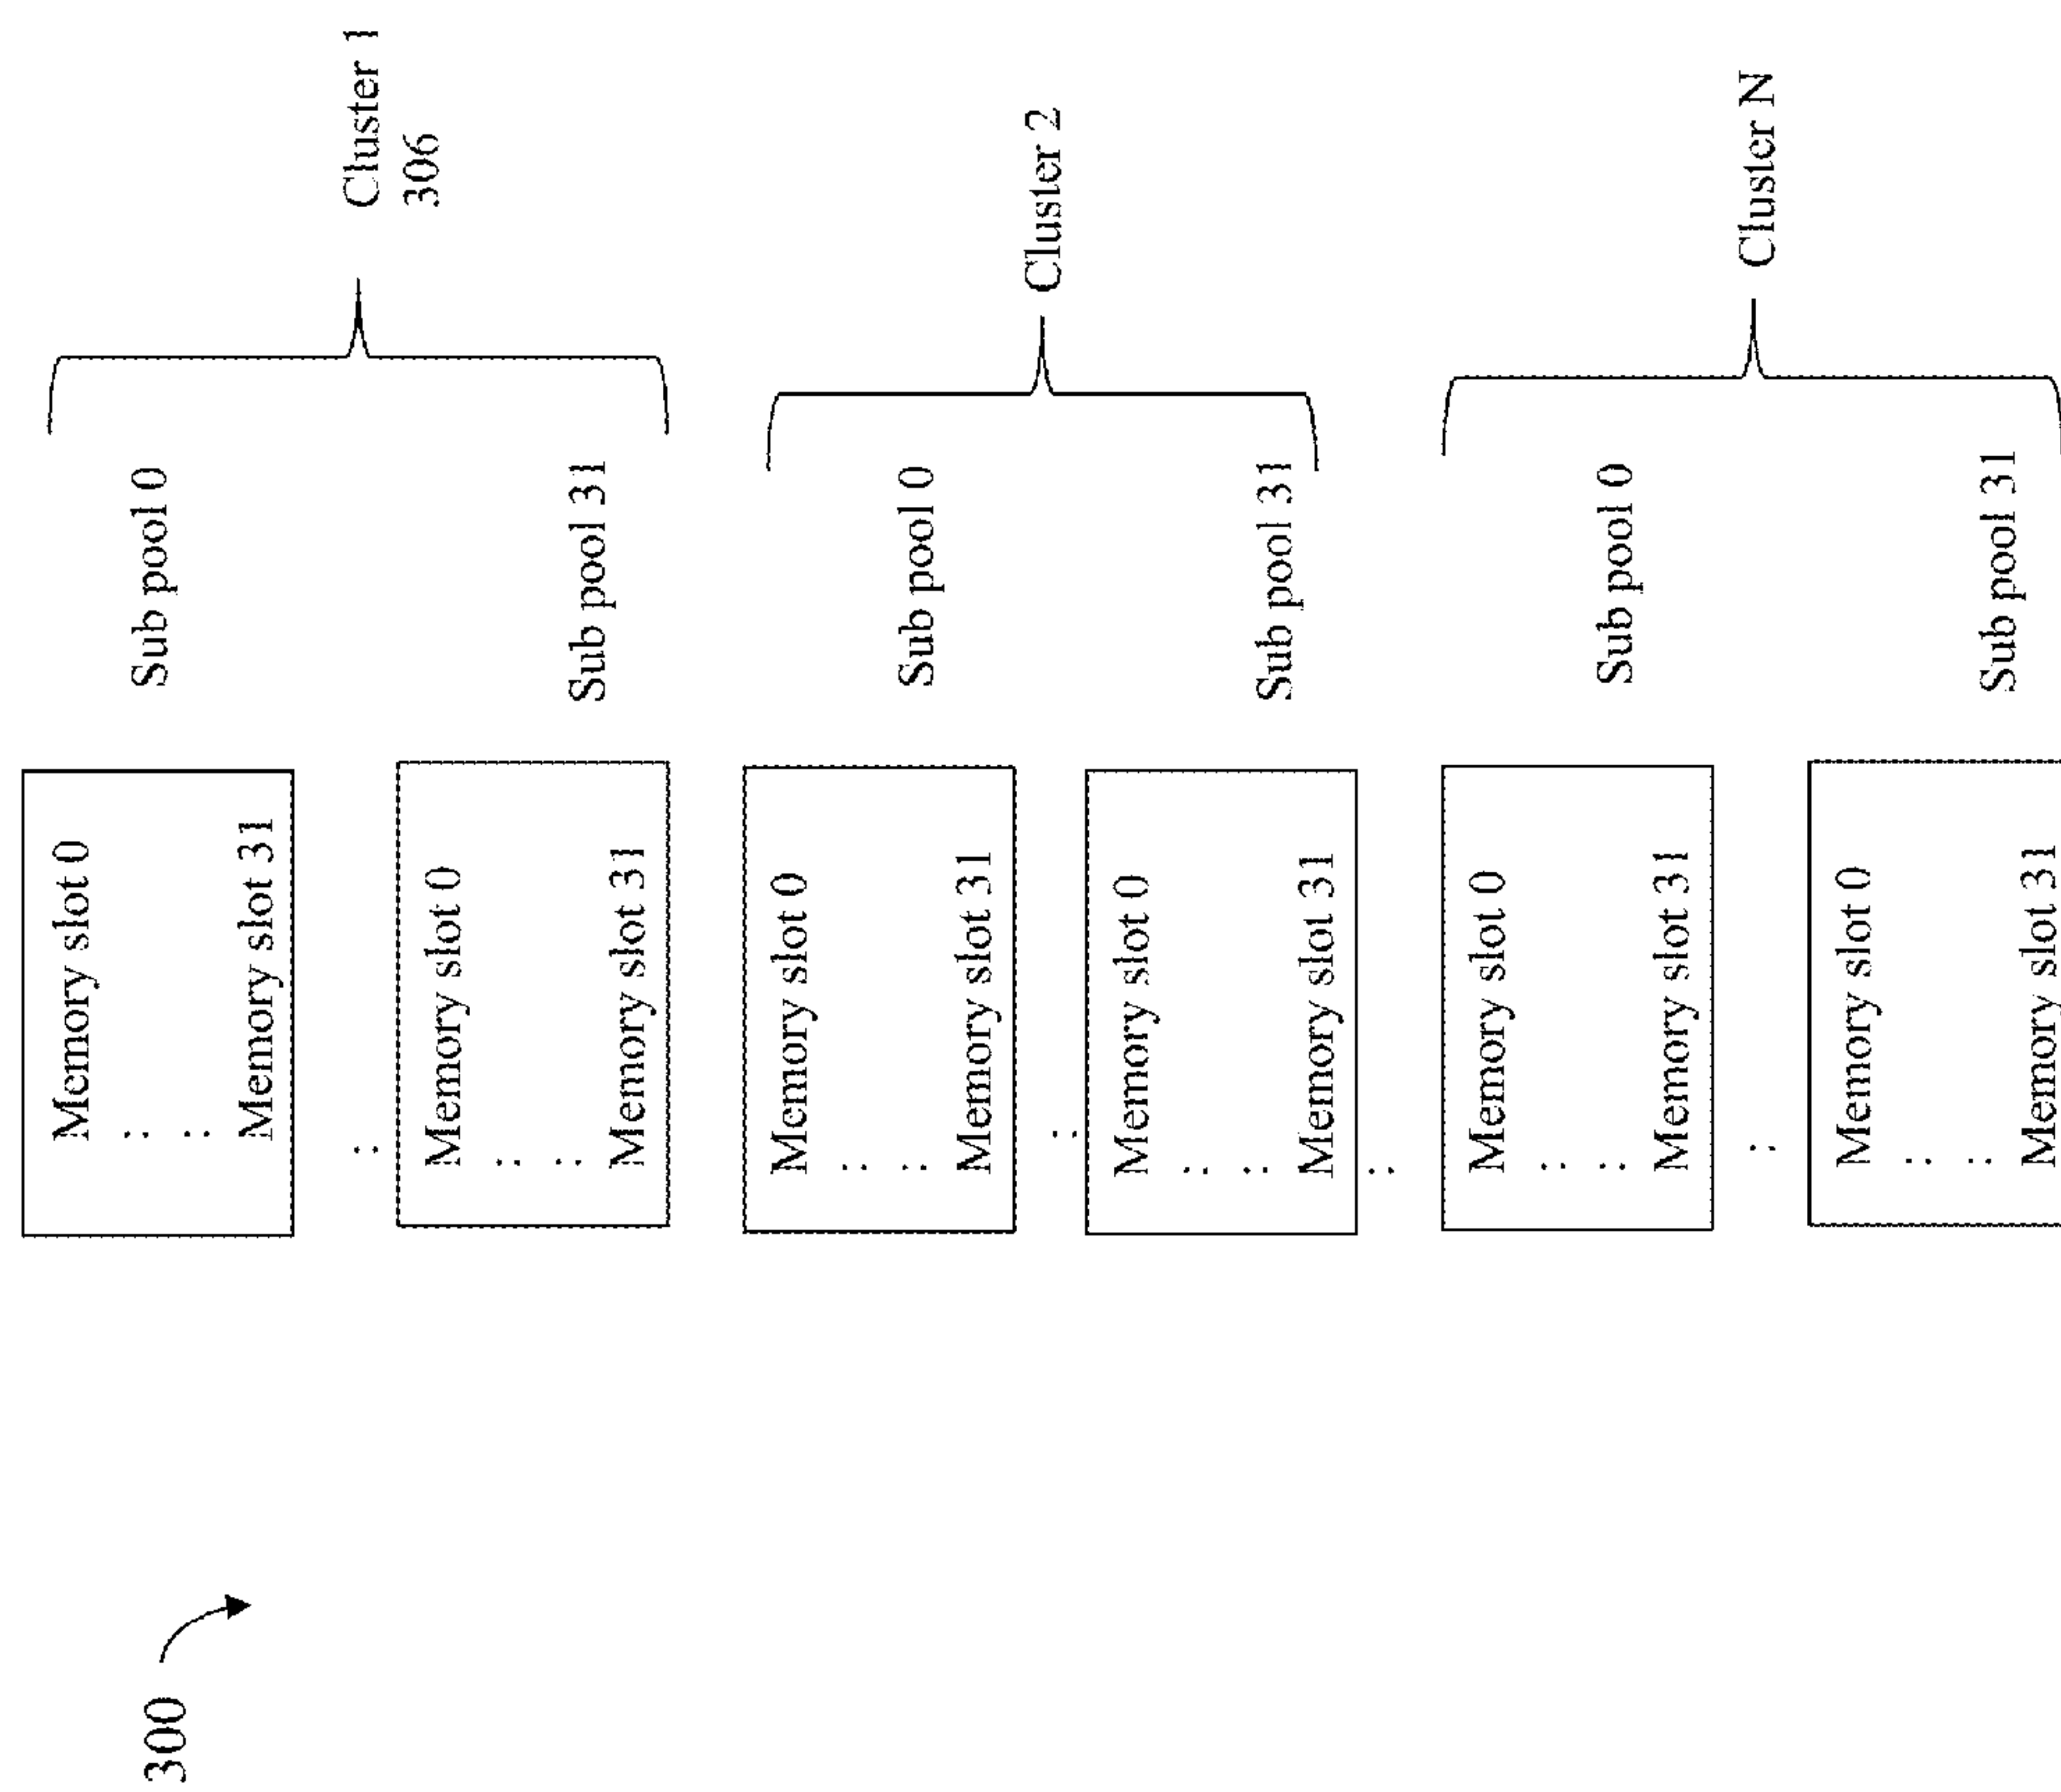 300
Memory slot 0
:
:
Memory slot 31
Sub pool 0
:
Memory slot 0
:
:
Memory slot 31
Sub pool 31
Cluster 1
306
Memory slot 0
:
:
Memory slot 31
Sub pool 0
:
Memory slot 0
:
:
Memory slot 31
Sub pool 31
Cluster 2
:
Memory slot 0
:
:
Memory slot 31
Sub pool 0
:
Memory slot 0
:
:
Memory slot 31
Sub pool 31
Cluster N